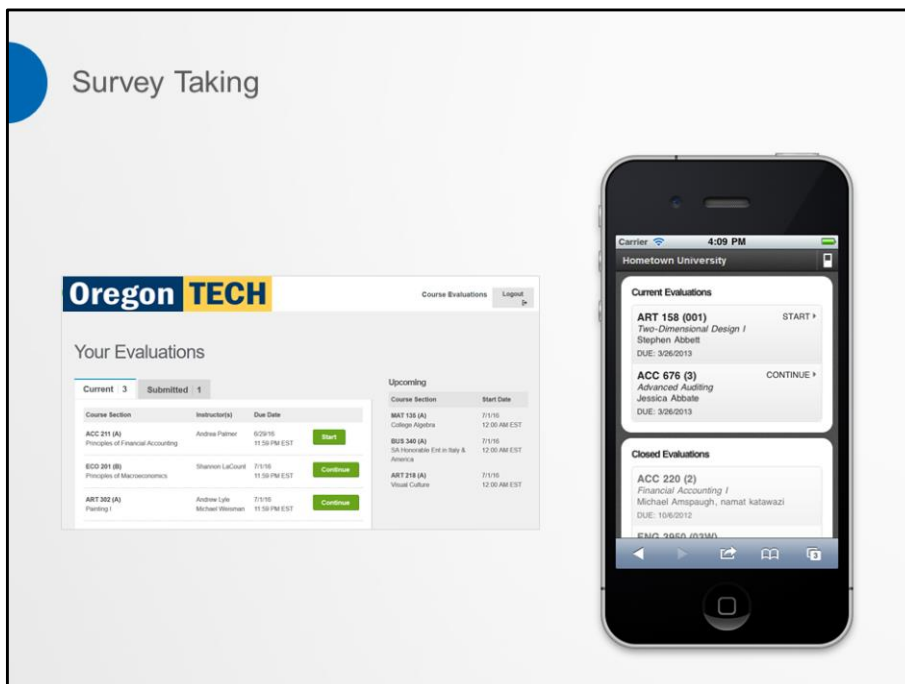 Survey Taking
Oregon TECH
Course Evaluations
Logout
Your Evaluations
Current 3
Submitted 1
Course Section Instructor(s) Due Date
ACC 211 (A) Andrea Palmer 6/29/16
Principles of Financial Accounting 11:59 PM EST
Start
ECO 201 (B) Shannon LaCount 7/1/16
Principles of Macroeconomics 11:59 PM EST
Continue
ART 302 (A) Andrew Lyle 7/1/16
Painting I Michael Weisman 11:59 PM EST
Continue
Upcoming
Course Section Start Date
MAT 135 (A) 7/1/16
College Algebra 12:00 AM EST
BUS 340 (A) 7/1/16
SA:Honorable Ent in Italy & 12:00 AM EST
America
ART 218 (A) 7/1/16
Visual Culture 12:00 AM EST
Carrier 4:09 PM
Hometown University
Current Evaluations
ART 158 (001) START
Two-Dimensional Design I
Stephen Abbett
DUE: 3/26/2013
ACC 676 (3) CONTINUE
Advanced Auditing
Jessica Abbate
DUE: 3/26/2013
Closed Evaluations
ACC 220 (2)
Financial Accounting I
Michael Amspaugh, namat katawazi
DUE: 10/6/2012
ENG 3950 (03W)
3